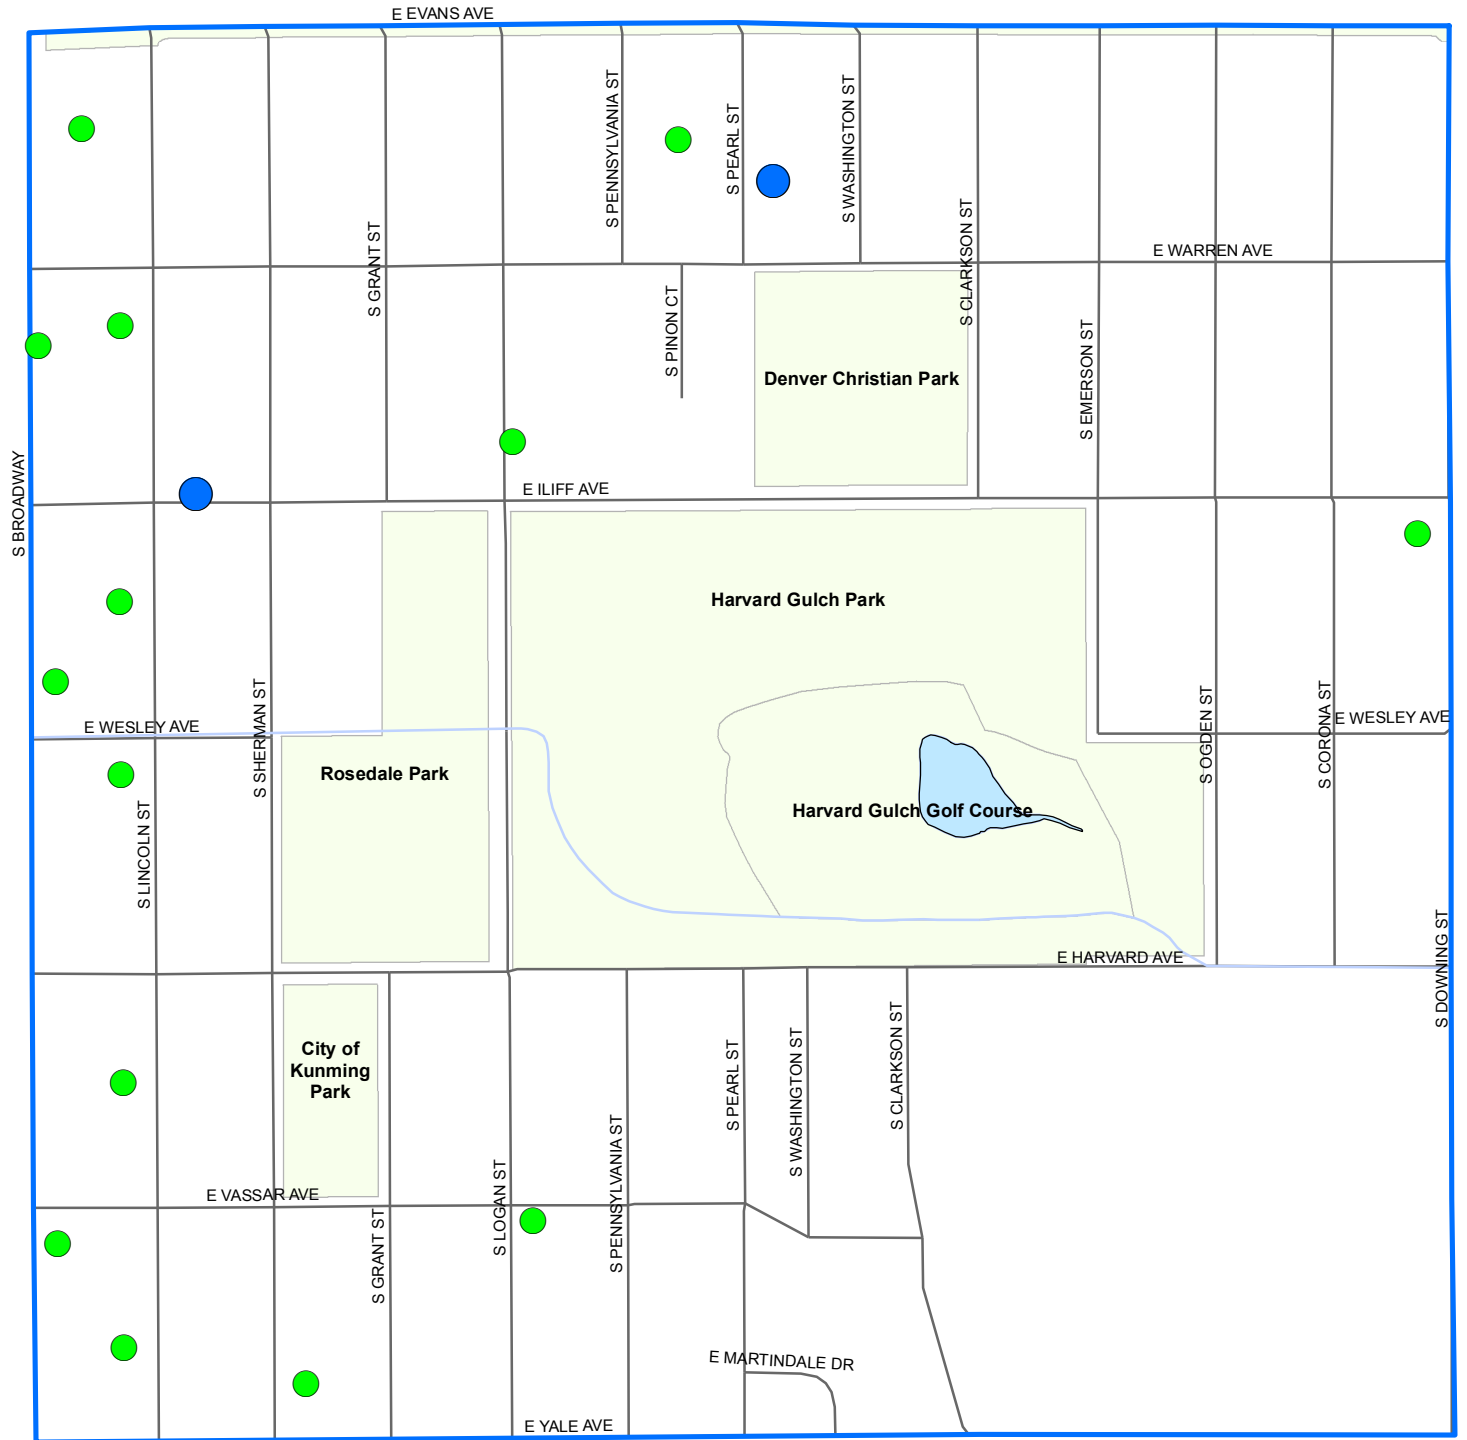 E EVANS AVE
S PENNSYLVANIA ST
S PEARL ST
S WASHINGTON ST
S GRANT ST
S CLARKSON ST
E WARREN AVE
S PINON CT
Denver Christian Park
S EMERSON ST
S BROADWAY
E ILIFF AVE
Harvard Gulch Park
S SHERMAN ST
E WESLEY AVE
S OGDEN ST
S CORONA ST
E WESLEY AVE
Rosedale Park
S LINCOLN ST
Harvard Gulch Golf Course
E HARVARD AVE
S DOWNING ST
City of
Kunming
Park
S PEARL ST
S WASHINGTON ST
S CLARKSON ST
E VASSAR AVE
S GRANT ST
S LOGAN ST
S PENNSYLVANIA ST
E MARTINDALE DR
E YALE AVE